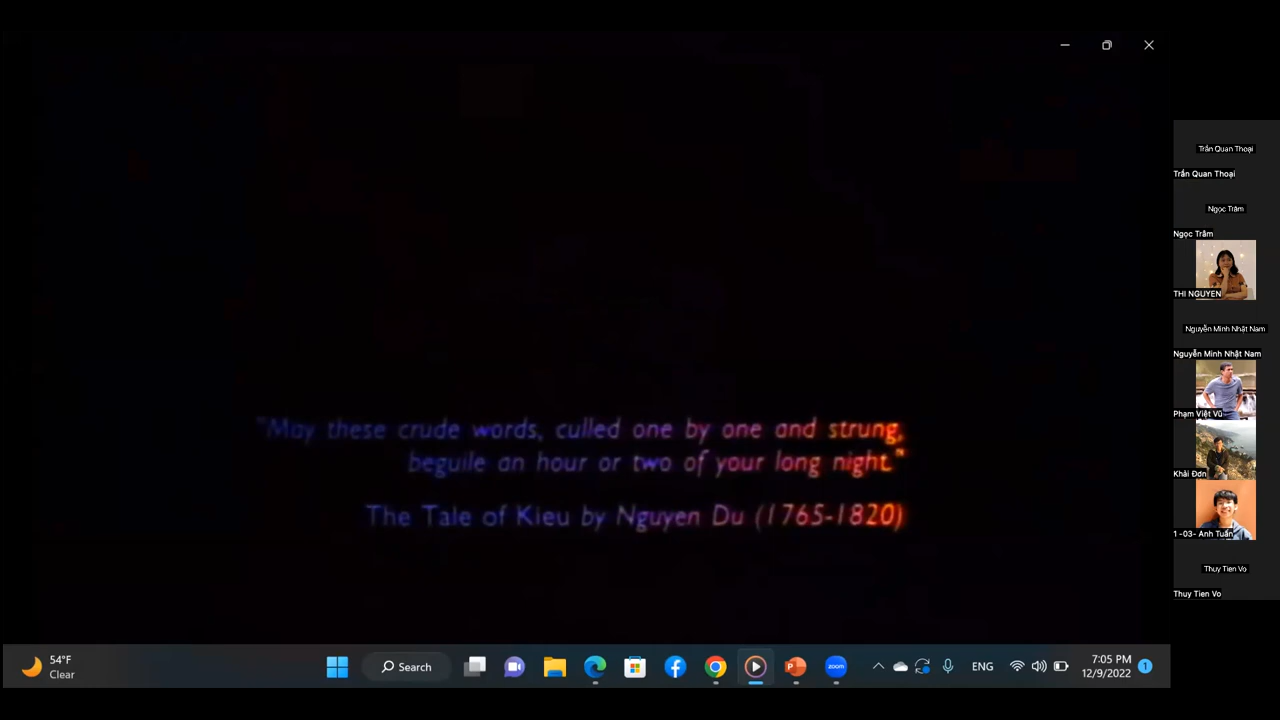 Trần Quan Thoại
Trần Quan Thoại
Ngọc Trâm
Ngọc Trâm
THI NGUYEN
Nguyễn Minh Nhật Nam
Nguyễn Minh Nhật Nam
Phạm Việt Vũ
Khải Đơn
1 -03- Anh Tuấn
Thuy Tien Vo
Thuy Tien Vo
"May these crude words, culled one by one and strung,
beguile an hour or two of your long night."
The Tale of Kieu by Nguyen Du (1765-1820)
54°F
Clear
Search
zoom
ENG
7:05 PM
12/9/2022
1